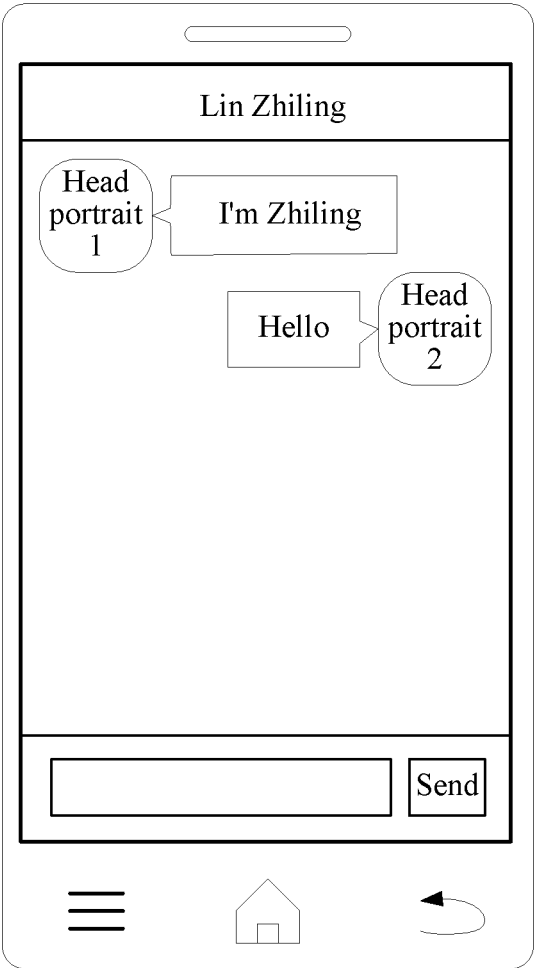 Lin Zhiling
Head
portrait
1
I'm Zhiling
Hello
Head
portrait
2
Send